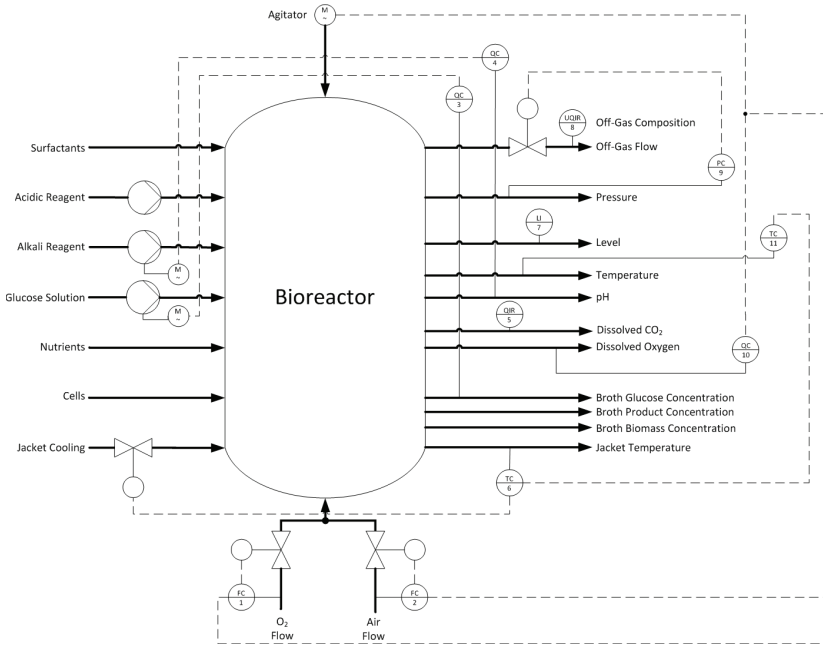 Agitator
M
~
QC
4
QC
3
UQIR
8
Off-Gas Composition
Surfactants
Off-Gas Flow
PC
9
Acidic Reagent
Pressure
LI
7
TC
11
Alkali Reagent
Level
M
~
Temperature
Glucose Solution
Bioreactor
pH
M
~
QIR
5
Dissolved CO2
Nutrients
Dissolved Oxygen
QC
10
Cells
Broth Glucose Concentration
Broth Product Concentration
Broth Biomass Concentration
Jacket Cooling
Jacket Temperature
TC
6
FC
1
FC
2
O2
Flow
Air
Flow